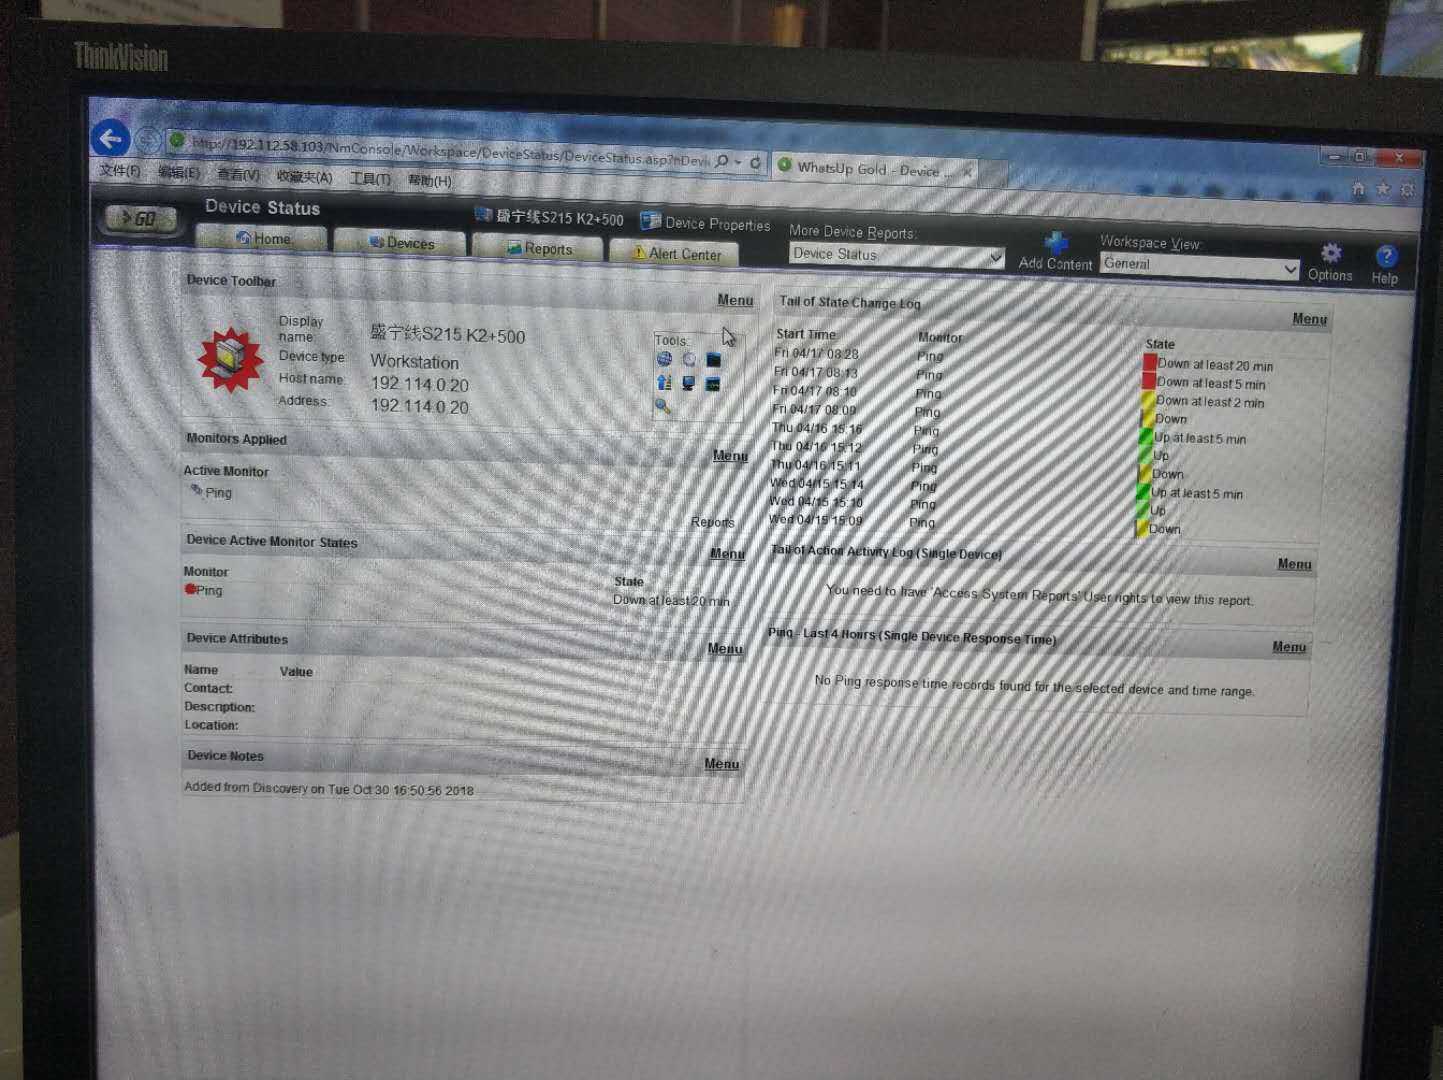 ThinkVision
http://192.112.58.103/NmConsole/Workspace/DeviceStatus/DeviceStatus.asp?nDevi
WhatsUp Gold - Device ...
文件(F) 编辑(E) 查看(V) 收藏夹(A) 工具(T) 帮助(H)
GO
Device Status
盛宁线S215 K2+500
Device Properties
More Device Reports:
Device Status
Add Content
Workspace View:
General
Options
Help
Home
Devices
Reports
Alert Center
Device Toolbar
Menu
Display name: 盛宁线S215 K2+500
Device type: Workstation
Host name: 192.114.0.20
Address: 192.114.0.20
Tools:
Monitors Applied
Menu
Active Monitor
Ping
Reports
Device Active Monitor States
Menu
Monitor State
Ping Down at least 20 min
Device Attributes
Menu
Name Value
Contact:
Description:
Location:
Device Notes
Menu
Added from Discovery on Tue Oct 30 16:50:56 2018
Tail of State Change Log
Menu
Start Time Monitor State
Fri 04/17 08:28 Ping Down at least 20 min
Fri 04/17 08:13 Ping Down at least 5 min
Fri 04/17 08:10 Ping Down at least 2 min
Fri 04/17 08:09 Ping Down
Thu 04/16 15:16 Ping Up at least 5 min
Thu 04/16 15:12 Ping Up
Thu 04/16 15:11 Ping Down
Wed 04/15 15:14 Ping Up at least 5 min
Wed 04/15 15:10 Ping Up
Wed 04/15 15:09 Ping Down
Tail of Action Activity Log (Single Device)
Menu
You need to have 'Access System Reports' User rights to view this report.
Ping - Last 4 Hours (Single Device Response Time)
Menu
No Ping response time records found for the selected device and time range.